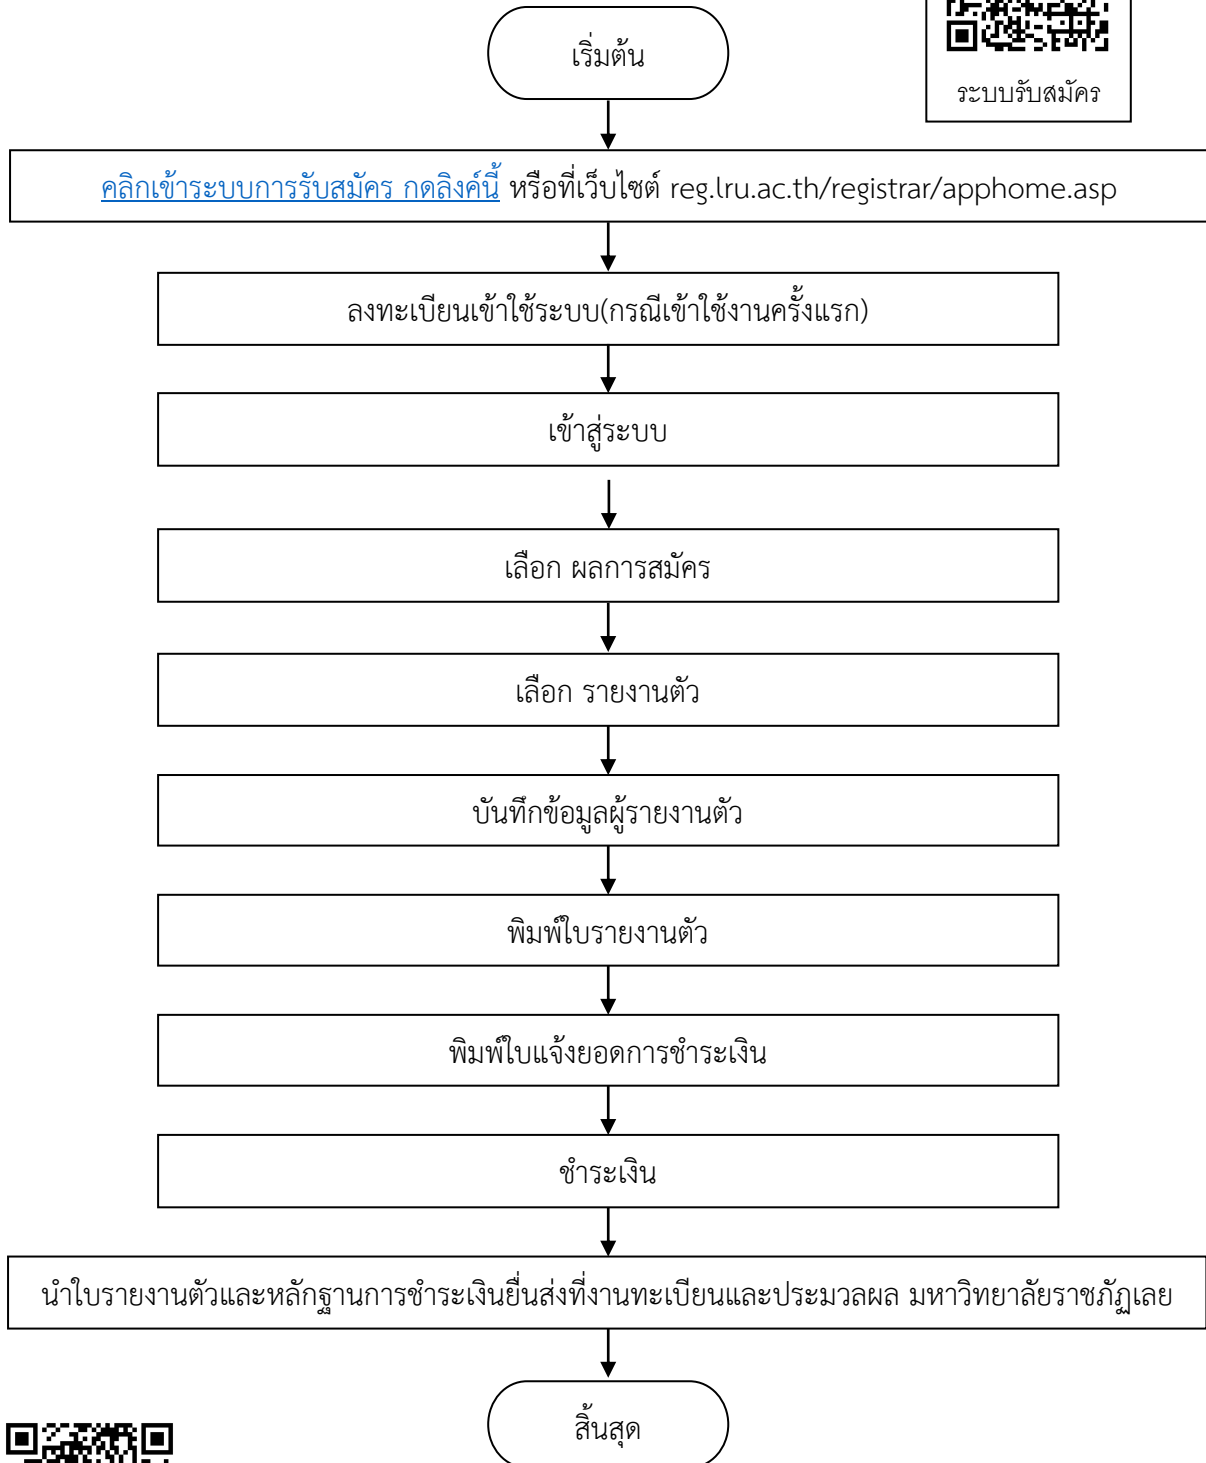 เริ่มต้น
ระบบรับสมัคร
คลิกเข้าระบบการรับสมัคร กดลิงค์นี้ หรือที่เว็บไซต์ reg.lru.ac.th/registrar/apphome.asp
ลงทะเบียนเข้าใช้ระบบ(กรณีเข้าใช้งานครั้งแรก)
เข้าสู่ระบบ
เลือก ผลการสมัคร
เลือก รายงานตัว
บันทึกข้อมูลผู้รายงานตัว
พิมพ์ใบรายงานตัว
พิมพ์ใบแจ้งยอดการชำระเงิน
ชำระเงิน
นำใบรายงานตัวและหลักฐานการชำระเงินยื่นส่งที่งานทะเบียนและประมวลผล มหาวิทยาลัยราชภัฏเลย
สิ้นสุด